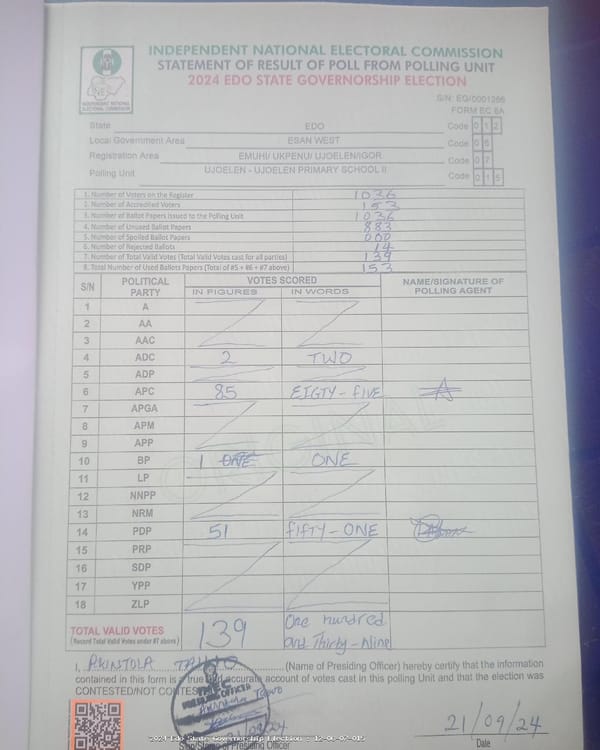 INDEPENDENT NATIONAL ELECTORAL COMMISSION
STATEMENT OF RESULT OF POLL FROM POLLING UNIT
2024 EDO STATE GOVERNORSHIP ELECTION
INDEPENDENT NATIONAL ELECTORAL COMMISSION
S/N: EG/0001266
FORM EC 8A
State EDO Code 0 1 2
Local Government Area ESAN WEST Code 0 6
Registration Area EMUHI/ UKPENU/ UJOELEN/IGOR Code 0 7
Polling Unit UJOELEN - UJOELEN PRIMARY SCHOOL II Code 0 1 5
1. Number of Voters on the Register 1036
2. Number of Accredited Voters 153
3. Number of Ballot Papers Issued to the Polling Unit 1036
4. Number of Unused Ballot Papers 883
5. Number of Spoiled Ballot Papers 000
6. Number of Rejected Ballots 14
7. Number of Total Valid Votes (Total Valid Votes cast for all parties) 139
8. Total Number of Used Ballots Papers (Total of #5 + #6 + #7 above) 153
S/N POLITICAL PARTY VOTES SCORED NAME/SIGNATURE OF POLLING AGENT
IN FIGURES IN WORDS
1 A
2 AA
3 AAC
4 ADC 2 TWO
5 ADP
6 APC 85 EIGTY-FIVE
7 APGA
8 APM
9 APP
10 BP 1 ONE ONE
11 LP
12 NNPP
13 NRM
14 PDP 51 FIFTY-ONE
15 PRP
16 SDP
17 YPP
18 ZLP
TOTAL VALID VOTES 139 One hundred
(Record Total Valid Votes under #7 above) and Thirty-Nine
I, AKINTOLA TAIWO (Name of Presiding Officer) hereby certify that the information
contained in this form is a true and accurate account of votes cast in this polling Unit and that the election was
CONTESTED/NOT CONTESTED
21/09/24
2024 Edo State Governorship Election - 12-06-07-015
Presiding Officer
Date